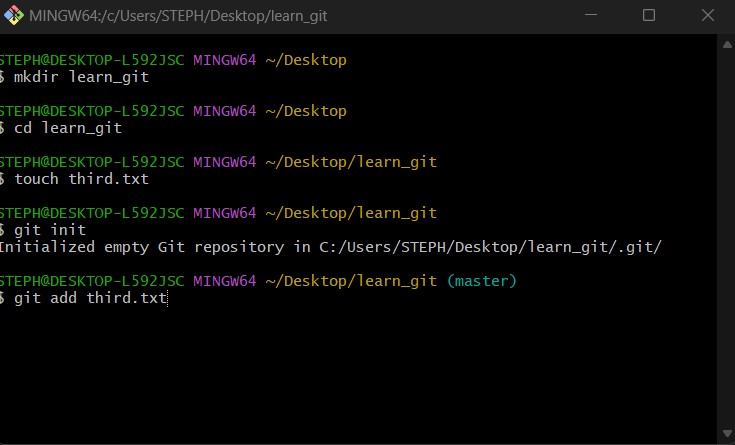 MINGW64:/c/Users/STEPH/Desktop/learn_git
STEPH@DESKTOP-L592JSC MINGW64 ~/Desktop
$ mkdir learn_git
STEPH@DESKTOP-L592JSC MINGW64 ~/Desktop
$ cd learn_git
STEPH@DESKTOP-L592JSC MINGW64 ~/Desktop/learn_git
$ touch third.txt
STEPH@DESKTOP-L592JSC MINGW64 ~/Desktop/learn_git
$ git init
Initialized empty Git repository in C:/Users/STEPH/Desktop/learn_git/.git/
STEPH@DESKTOP-L592JSC MINGW64 ~/Desktop/learn_git (master)
$ git add third.txt